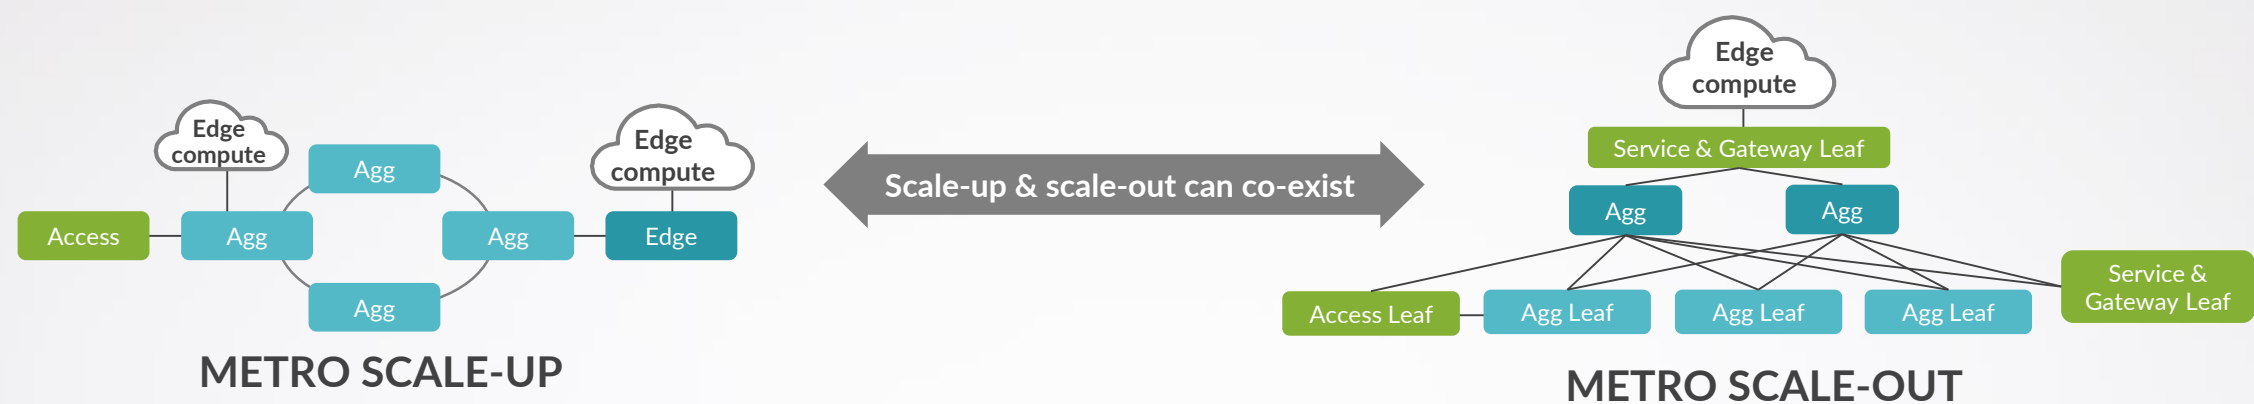 Edge
compute
Agg
Edge
compute
Access
Agg
Agg
Edge
Agg
METRO SCALE-UP
Scale-up & scale-out can co-exist
Edge
compute
Service & Gateway Leaf
Agg
Agg
Access Leaf
Agg Leaf
Agg Leaf
Agg Leaf
Service &
Gateway Leaf
METRO SCALE-OUT